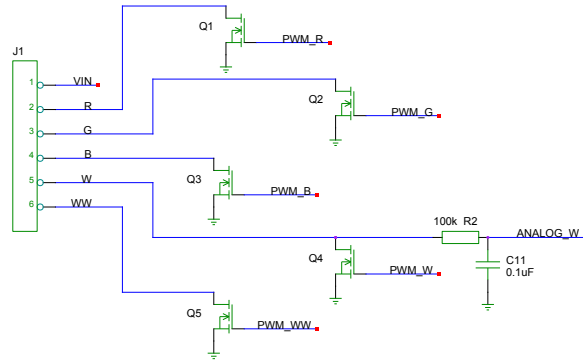 Q1
PWM_R
J1
1
VIN
2
R
Q2
PWM_G
3
G
4
B
Q3
PWM_B
5
W
6
WW
100k R2
ANALOG_W
Q4
PWM_W
C11
0.1uF
Q5
PWM_WW